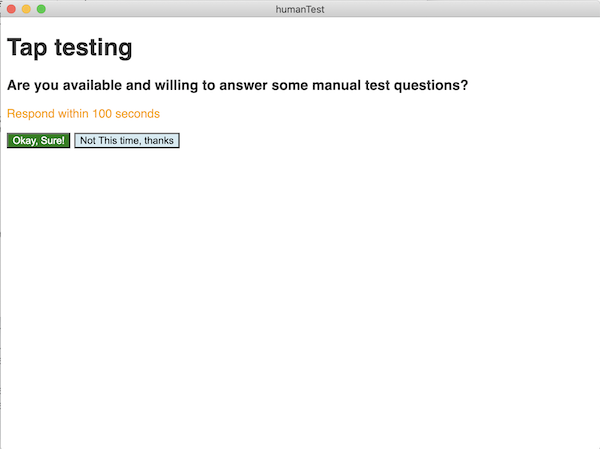 humanTest
Tap testing
Are you available and willing to answer some manual test questions?
Respond within 100 seconds
Okay, Sure! Not This time, thanks